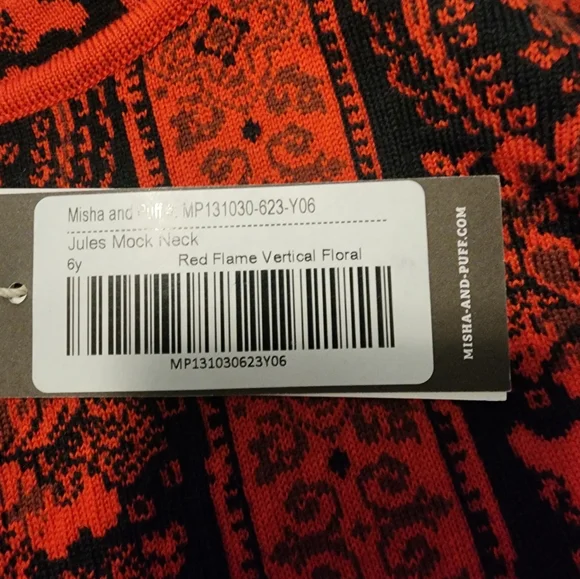 Misha and Puff MP131030-623-Y06
Jules Mock Neck
6y Red Flame Vertical Floral
MP131030623Y06
MISHA-AND-PUFF.COM